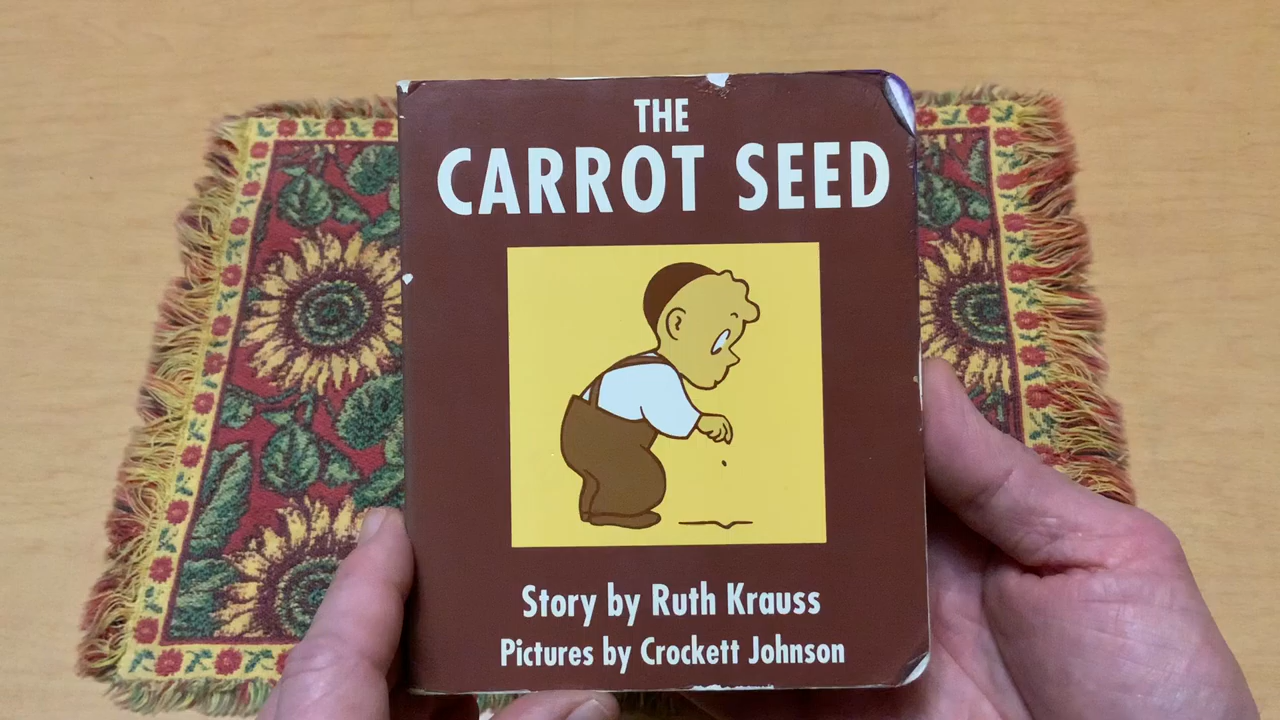 THE
CARROT SEED
Story by Ruth Krauss
Pictures by Crockett Johnson